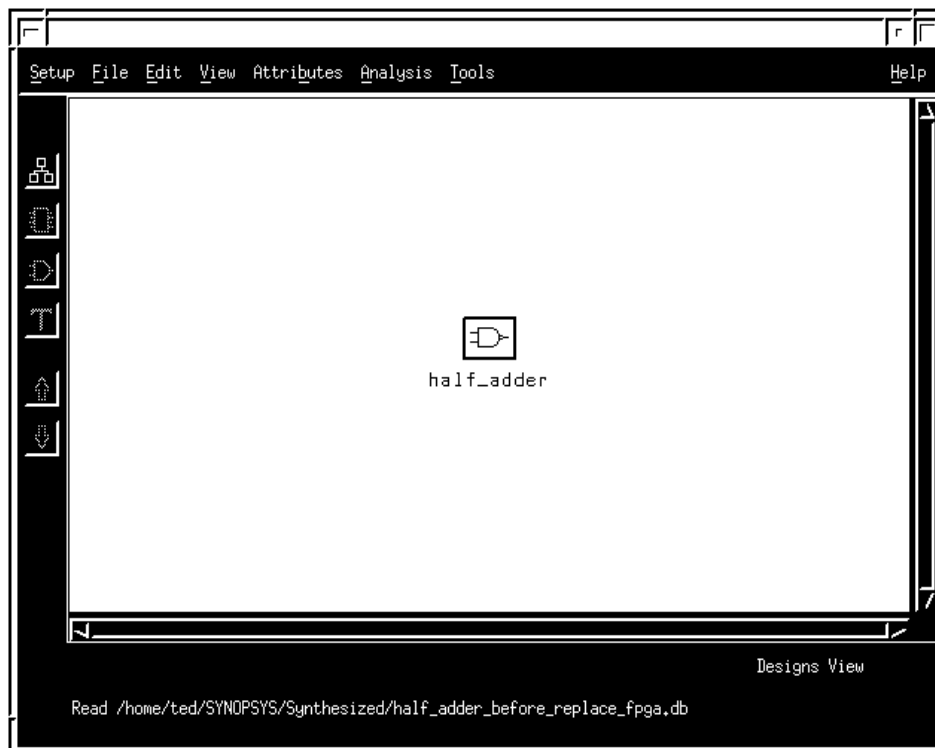 Setup File Edit View Attributes Analysis Tools Help
half_adder
Designs View
Read /home/ted/SYNOPSYS/Synthesized/half_adder_before_replace_fpga.db